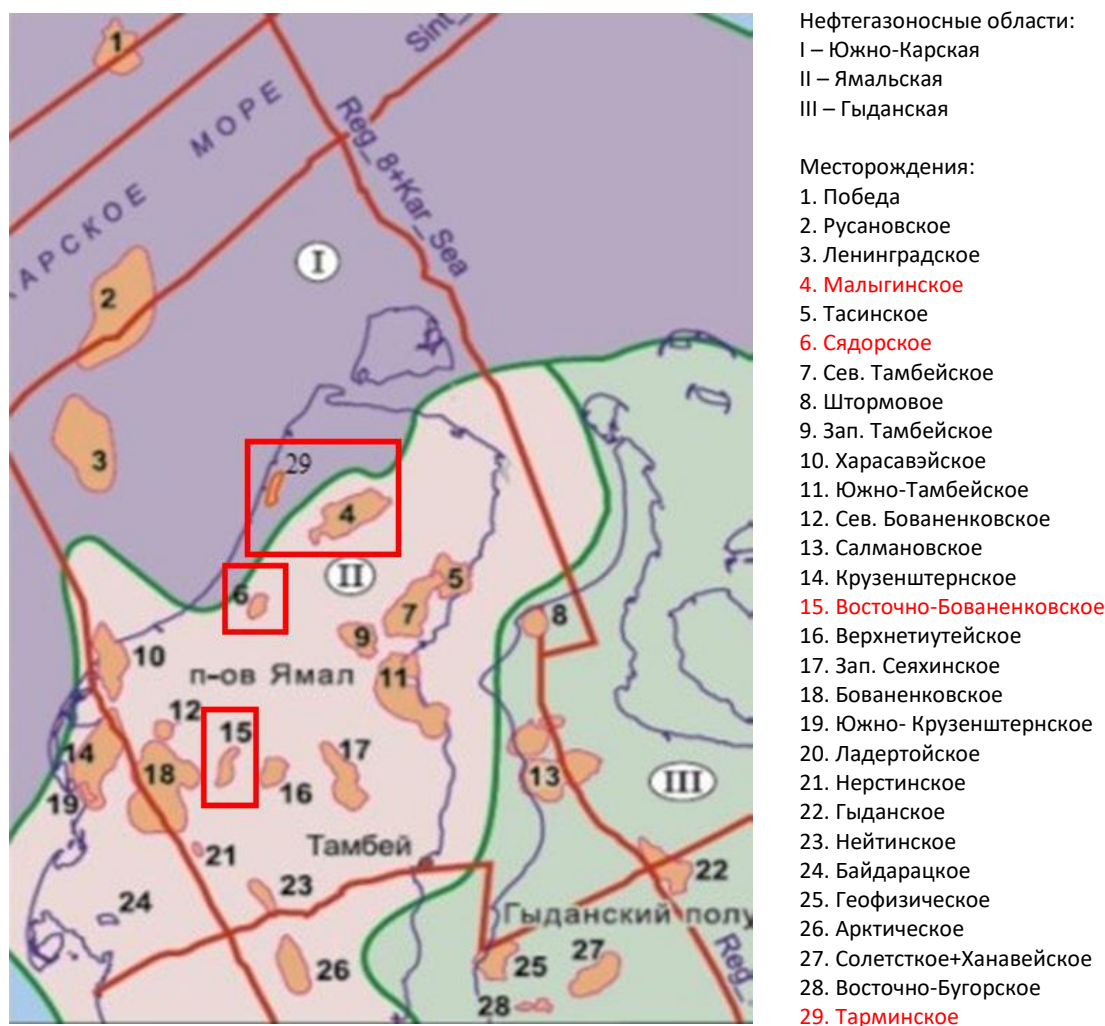 1
Sint_
МОРЕ
Reg_8+Kar_Sea
КАРСКОЕ
I
2
3
29
4
II
5
6
7
8
9
10
п-ов Ямал
11
12
15
14
17
18
13
III
16
19
Тамбей
21
22
23
24
Гыданский полу
Reg_
26
25
27
28
Нефтегазоносные области:
I – Южно-Карская
II – Ямальская
III – Гыданская
Месторождения:
1. Победа
2. Русановское
3. Ленинградское
4. Малыгинское
5. Тасинское
6. Сядорское
7. Сев. Тамбейское
8. Штормовое
9. Зап. Тамбейское
10. Харасавэйское
11. Южно-Тамбейское
12. Сев. Бованенковское
13. Салмановское
14. Крузенштернское
15. Восточно-Бованенковское
16. Верхнетиутейское
17. Зап. Сеяхинское
18. Бованенковское
19. Южно- Крузенштернское
20. Ладертойское
21. Нерстинское
22. Гыданское
23. Нейтинское
24. Байдарацкое
25. Геофизическое
26. Арктическое
27. Солетсткое+Ханавейское
28. Восточно-Бугорское
29. Тарминское